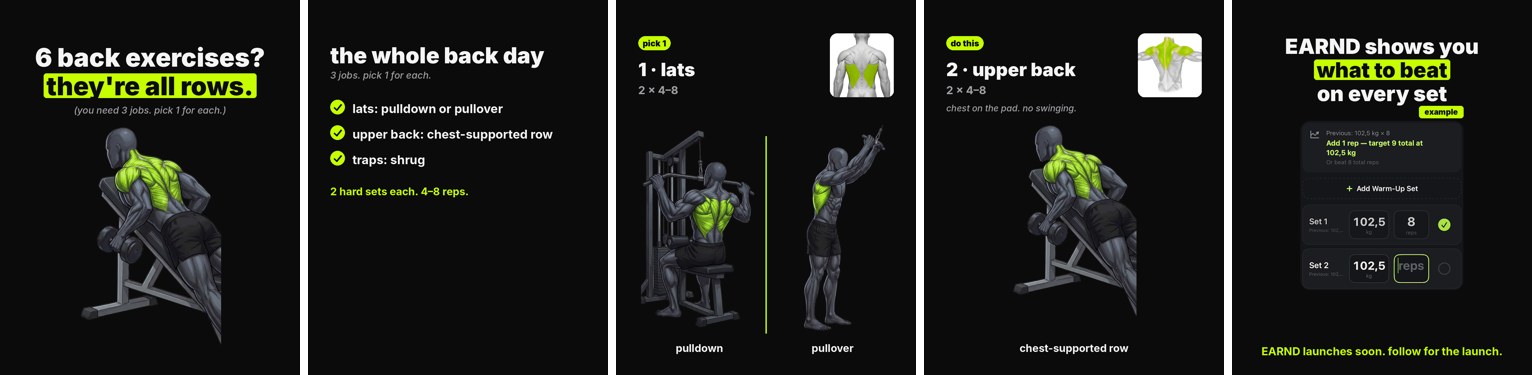 6 back exercises?
they're all rows.
(you need 3 jobs. pick 1 for each.)
the whole back day
3 jobs. pick 1 for each.
lats: pulldown or pullover
upper back: chest-supported row
traps: shrug
2 hard sets each. 4–8 reps.
pick 1
1 · lats
2 × 4–8
pulldown
pullover
do this
2 · upper back
2 × 4–8
chest on the pad. no swinging.
chest-supported row
EARND shows you
what to beat
on every set
example
Previous: 102,5 kg × 8
Add 1 rep — target 9 total at
102,5 kg
Or beat 8 total reps
+ Add Warm-Up Set
Set 1
102,5
kg
8
reps
Set 2
102,5
kg
reps
EARND launches soon. follow for the launch.